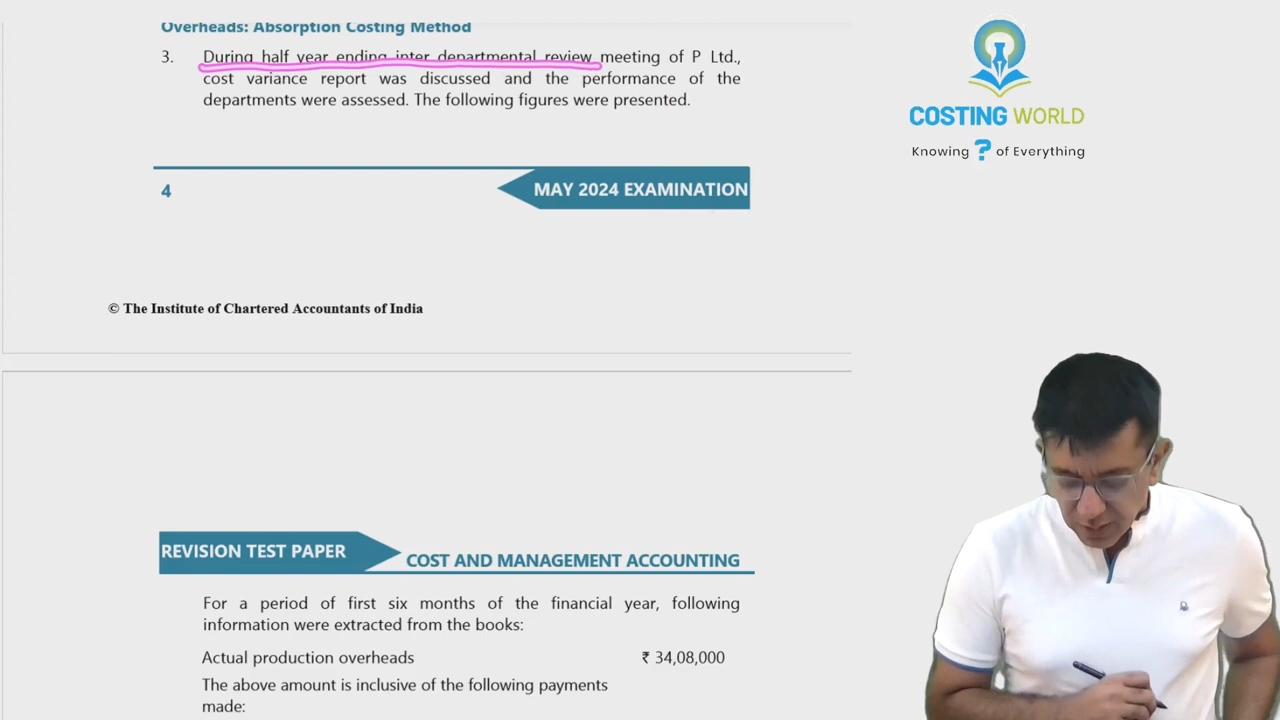 Overheads: Absorption Costing Method
3. During half year ending inter departmental review meeting of P Ltd.,
cost variance report was discussed and the performance of the
departments were assessed. The following figures were presented.
4
MAY 2024 EXAMINATION
© The Institute of Chartered Accountants of India
REVISION TEST PAPER
COST AND MANAGEMENT ACCOUNTING
For a period of first six months of the financial year, following
information were extracted from the books:
Actual production overheads ₹ 34,08,000
The above amount is inclusive of the following payments
made:
COSTING WORLD
Knowing ? of Everything